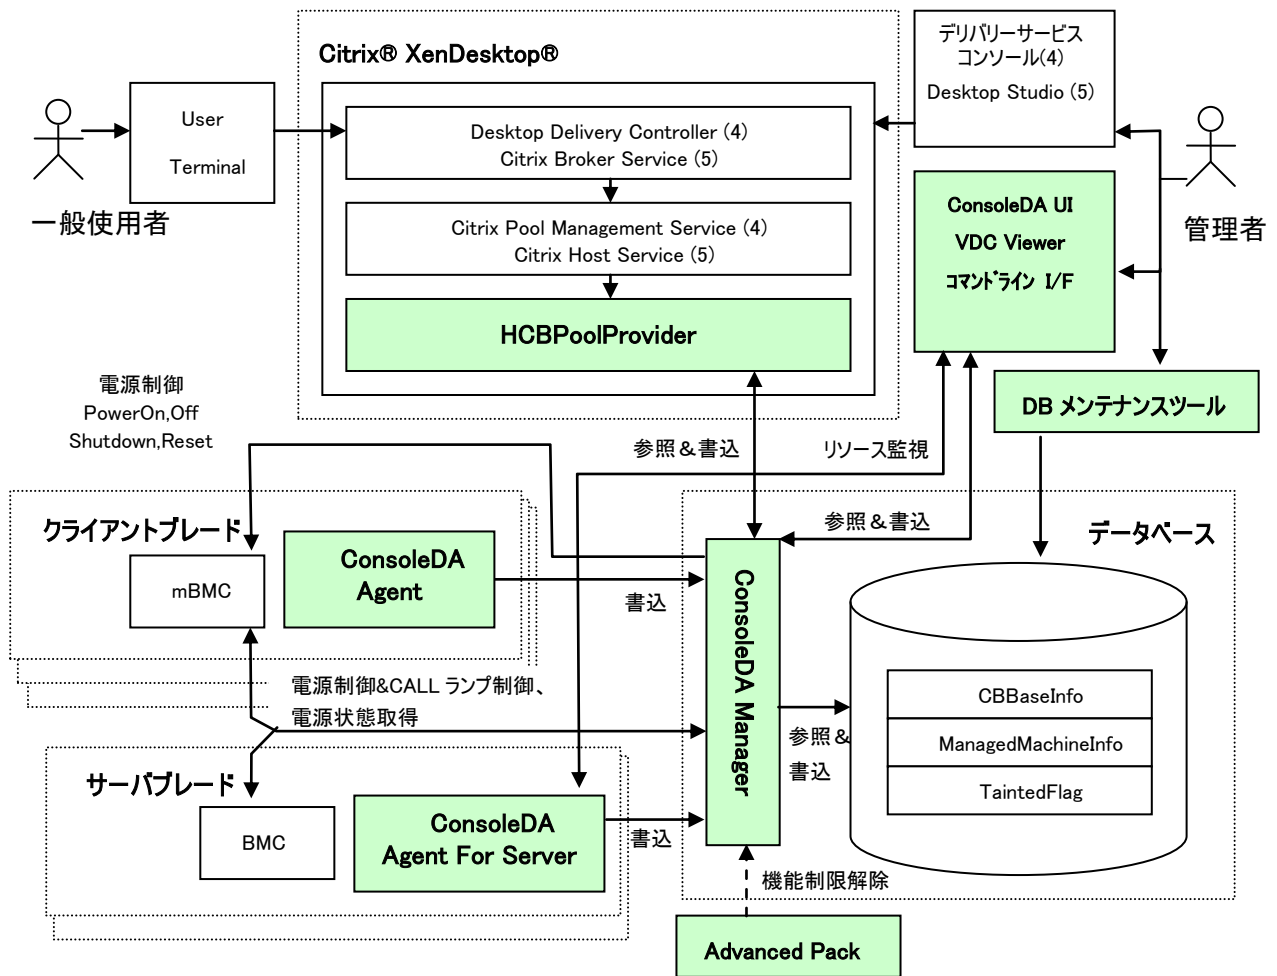 Citrix® XenDesktop®
デリバリーサービス
コンソール(4)
Desktop Studio (5)
User
Terminal
一般使用者
Desktop Delivery Controller (4)
Citrix Broker Service (5)
Citrix Pool Management Service (4)
Citrix Host Service (5)
HCBPoolProvider
ConsoleDA UI
VDC Viewer
ｺﾏﾝﾄﾞﾗｲﾝ I/F
管理者
DB メンテナンスツール
電源制御
PowerOn,Off
Shutdown,Reset
参照＆書込
リソース監視
参照＆書込
クライアントブレード
mBMC
ConsoleDA
Agent
書込
ConsoleDA Manager
データベース
CBBaseInfo
ManagedMachineInfo
TaintedFlag
電源制御&CALL ランプ制御、
電源状態取得
参照＆
書込
サーバブレード
BMC
ConsoleDA
Agent For Server
書込
機能制限解除
Advanced Pack